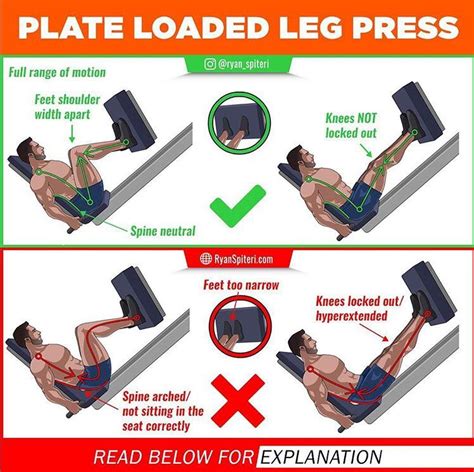 PLATE LOADED LEG PRESS
@ryan_spiteri
Full range of motion
Feet shoulder
width apart
Knees NOT
locked out
Spine neutral
RyanSpiteri.com
Feet too narrow
Knees locked out/
hyperextended
Spine arched/
not sitting in the
seat correctly
READ BELOW FOR EXPLANATION